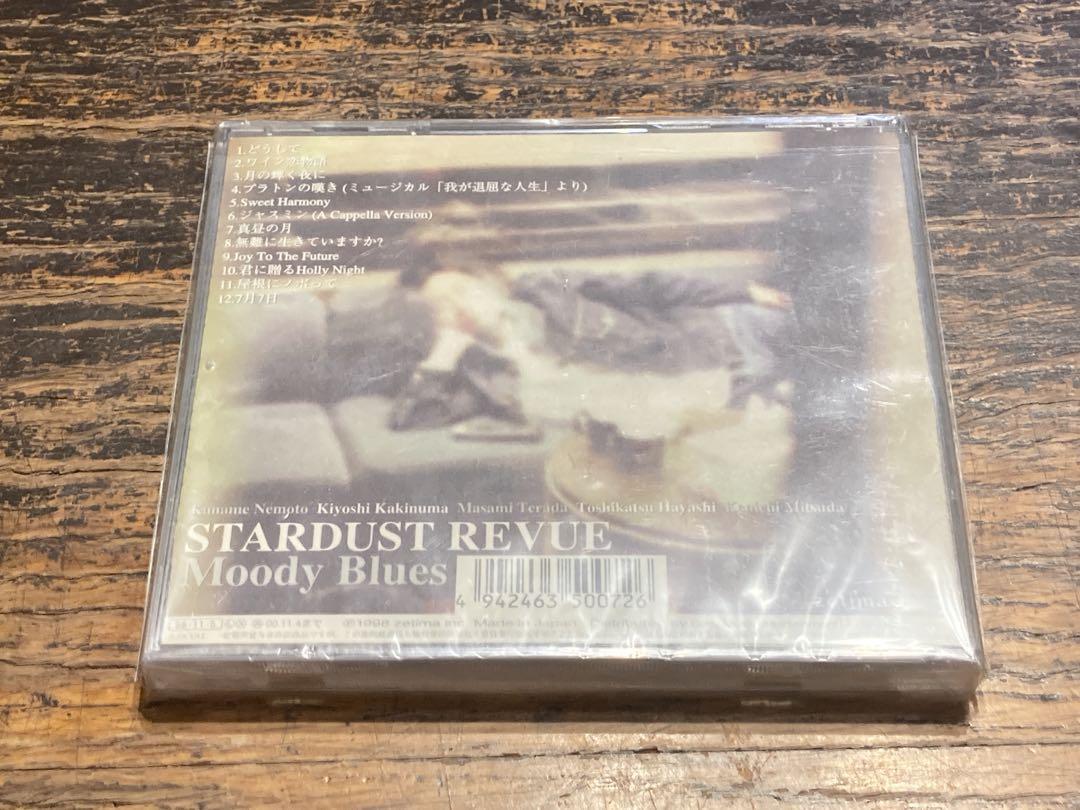 1.どうして
2.ワイン恋物語
3.月の輝く夜に
4.プラトンの嘆き (ミュージカル「我が退屈な人生」より)
5.Sweet Harmony
6.ジャスミン (A Cappella Version)
7.真昼の月
8.無難に生きていますか?
9.Joy To The Future
10.君に贈るHolly Night
11.屋根にノボって
12.7月7日
Kaname Nemoto Kiyoshi Kakinuma Masami Terada Toshikatsu Hayashi Mitsuda
STARDUST REVUE
Moody Blues
4 942463 500726
zetima
℗1998 zetima inc. Made in Japan